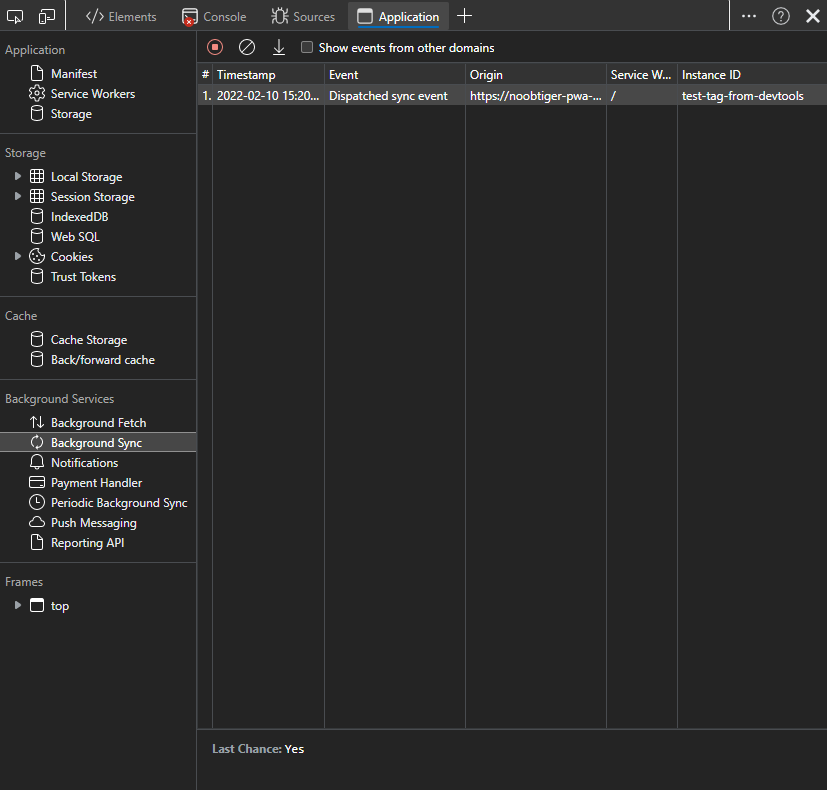 Elements Console Sources Application
Application
Manifest
Service Workers
Storage
Storage
Local Storage
Session Storage
IndexedDB
Web SQL
Cookies
Trust Tokens
Cache
Cache Storage
Back/forward cache
Background Services
Background Fetch
Background Sync
Notifications
Payment Handler
Periodic Background Sync
Push Messaging
Reporting API
Frames
top
Show events from other domains
# Timestamp Event Origin Service W... Instance ID
1. 2022-02-10 15:20... Dispatched sync event https://noobtiger-pwa-... / test-tag-from-devtools
Last Chance: Yes